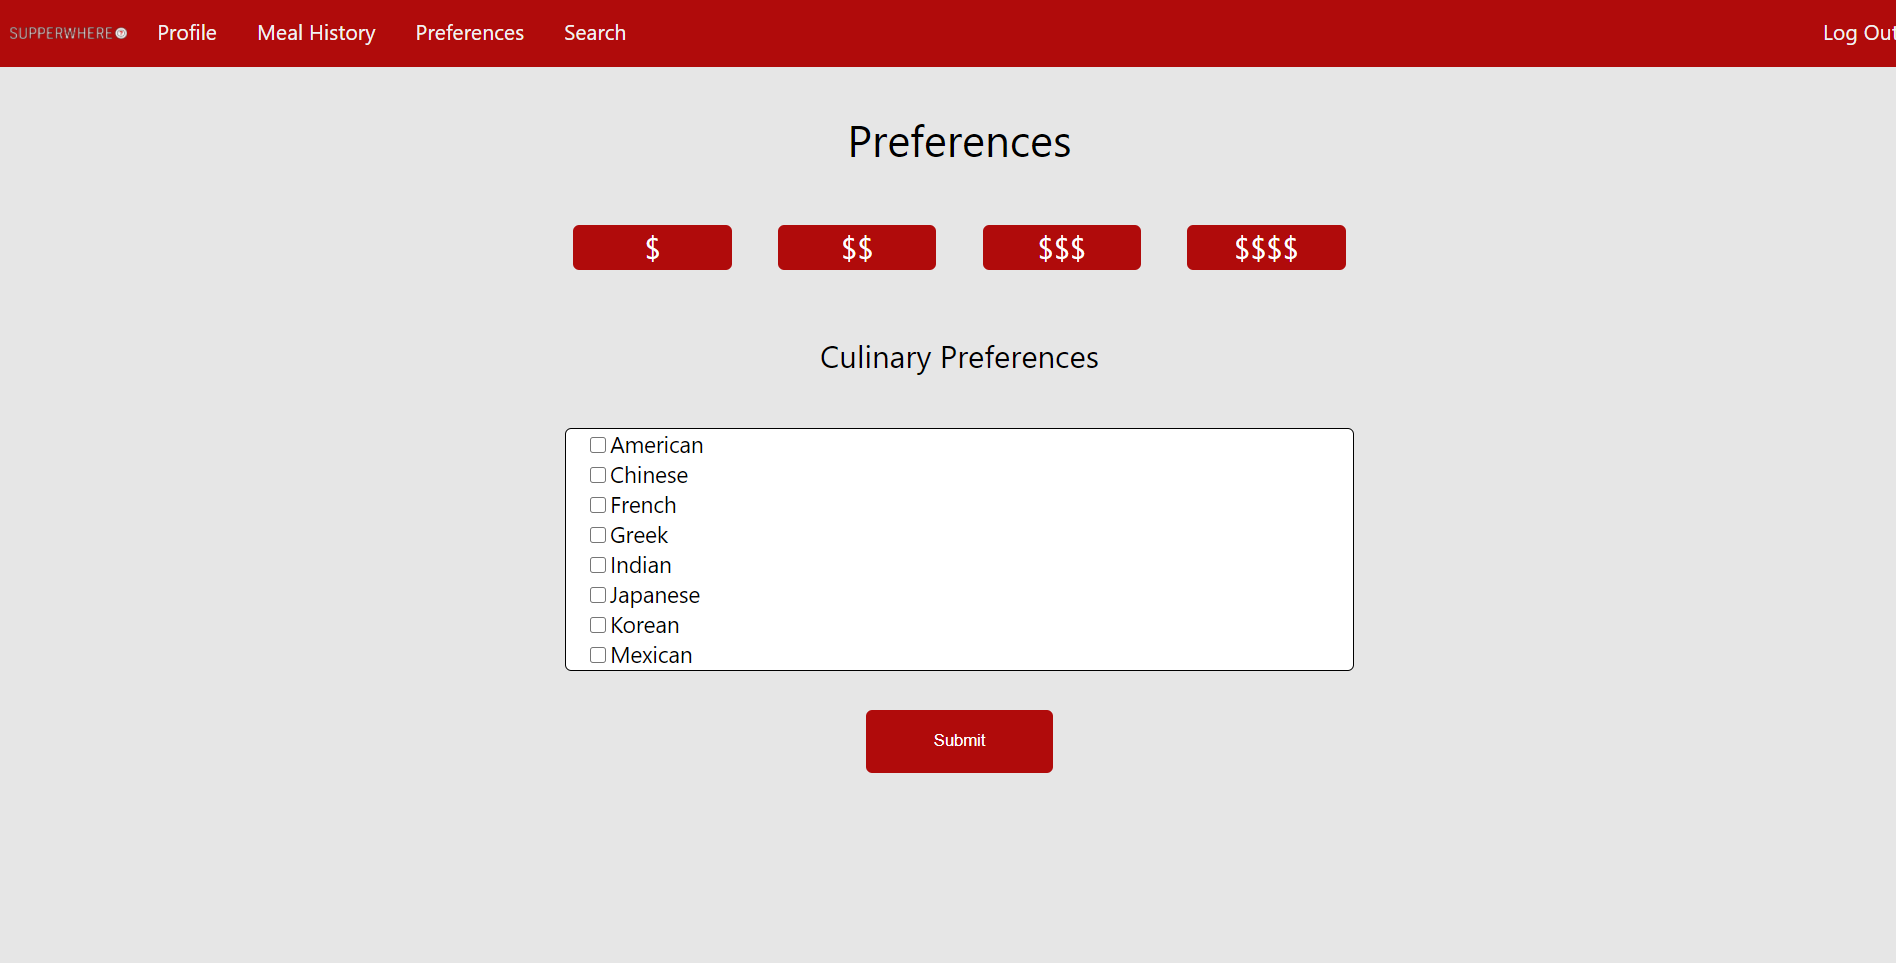 SUPPERWHERE Profile Meal History Preferences Search Log Out
Preferences
$ $$ $$$ $$$$
Culinary Preferences
American
Chinese
French
Greek
Indian
Japanese
Korean
Mexican
Submit